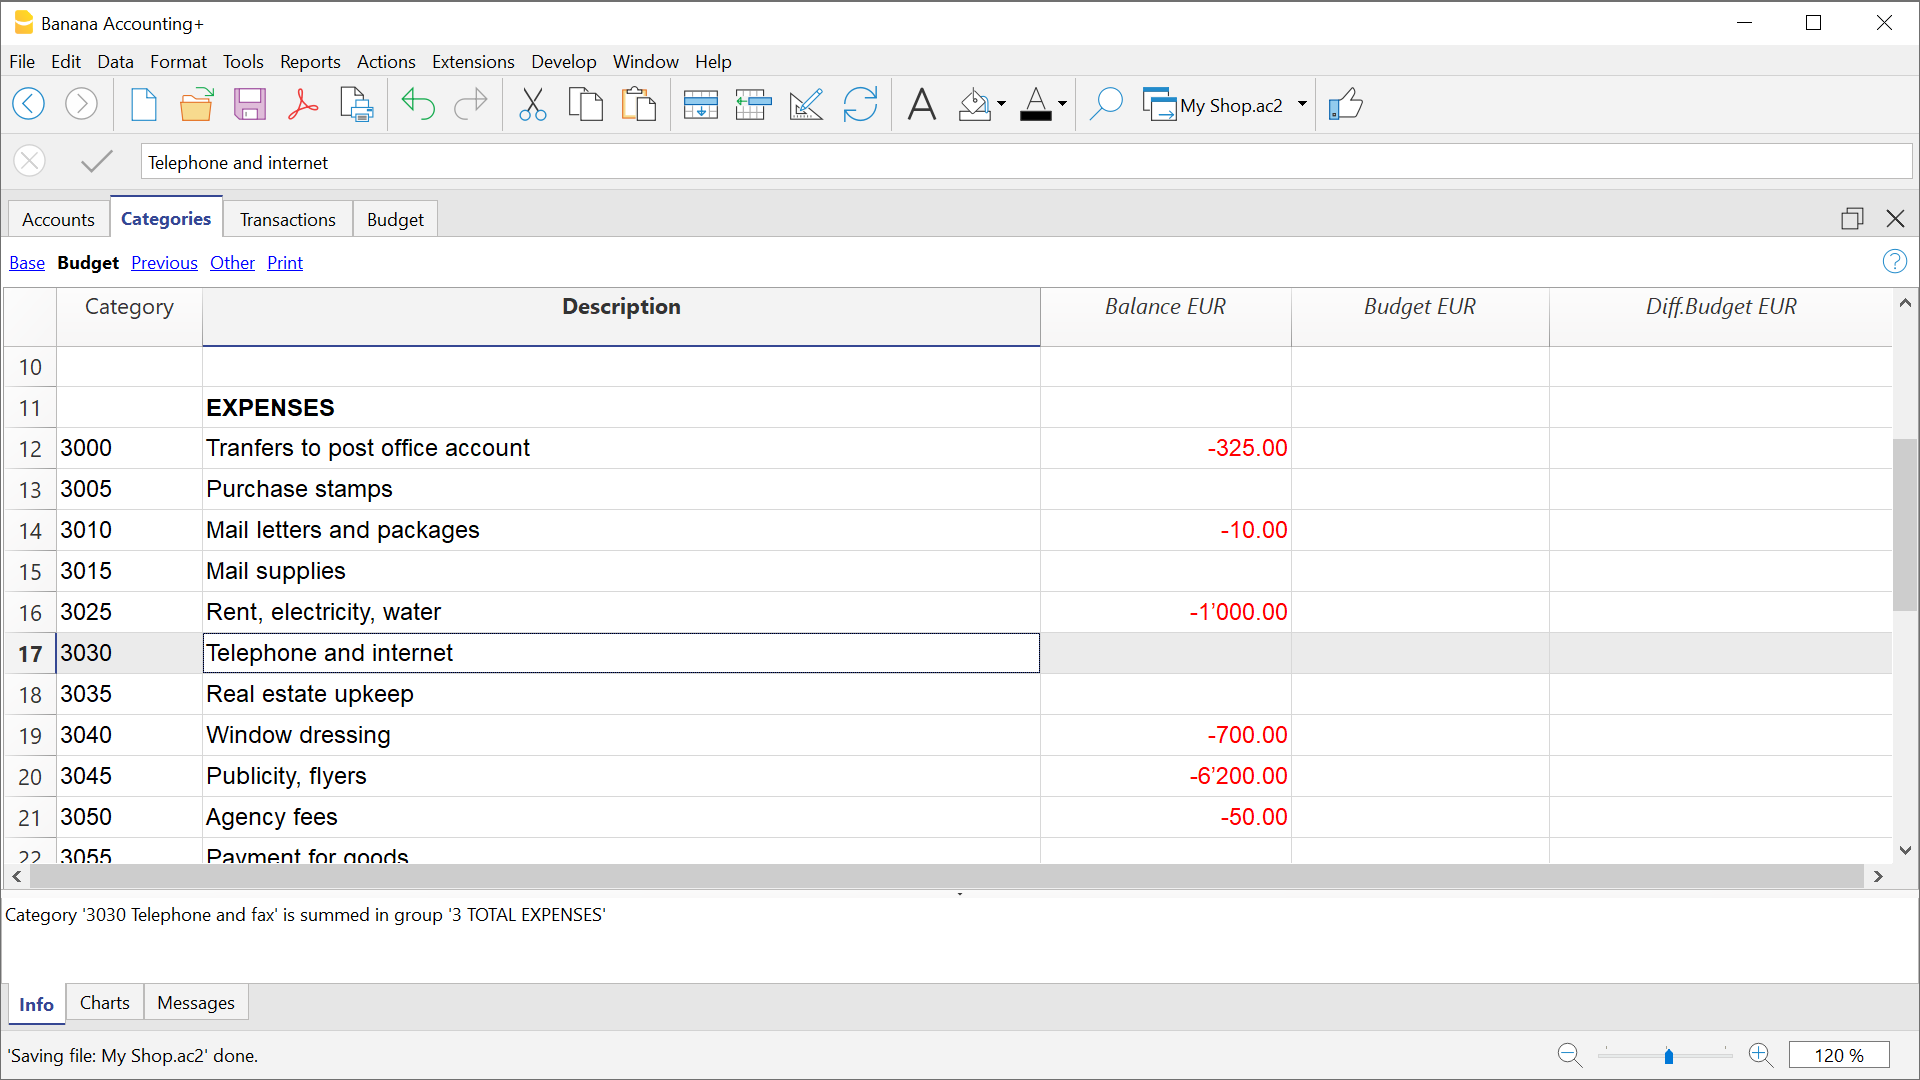 Banana Accounting+
File Edit Data Format Tools Reports Actions Extensions Develop Window Help
My Shop.ac2
Telephone and internet
Accounts Categories Transactions Budget
Base Budget Previous Other Print
Category Description Balance EUR Budget EUR Diff.Budget EUR
10
11 EXPENSES
12 3000 Tranfers to post office account -325.00
13 3005 Purchase stamps
14 3010 Mail letters and packages -10.00
15 3015 Mail supplies
16 3025 Rent, electricity, water -1’000.00
17 3030 Telephone and internet
18 3035 Real estate upkeep
19 3040 Window dressing -700.00
20 3045 Publicity, flyers -6’200.00
21 3050 Agency fees -50.00
22 3055 Payment for goods
Category '3030 Telephone and fax' is summed in group '3 TOTAL EXPENSES'
Info Charts Messages
'Saving file: My Shop.ac2' done.
120 %